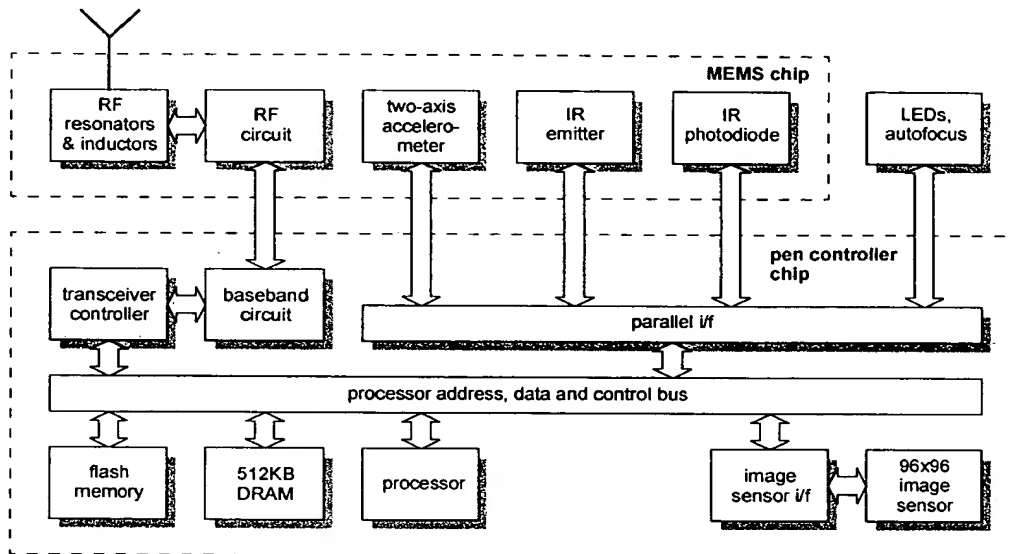 MEMS chip
RF
resonators
& inductors
RF
circuit
two-axis
accelero-
meter
IR
emitter
IR
photodiode
LEDs,
autofocus
pen controller
chip
transceiver
controller
baseband
circuit
parallel i/f
processor address, data and control bus
flash
memory
512KB
DRAM
processor
image
sensor i/f
96x96
image
sensor